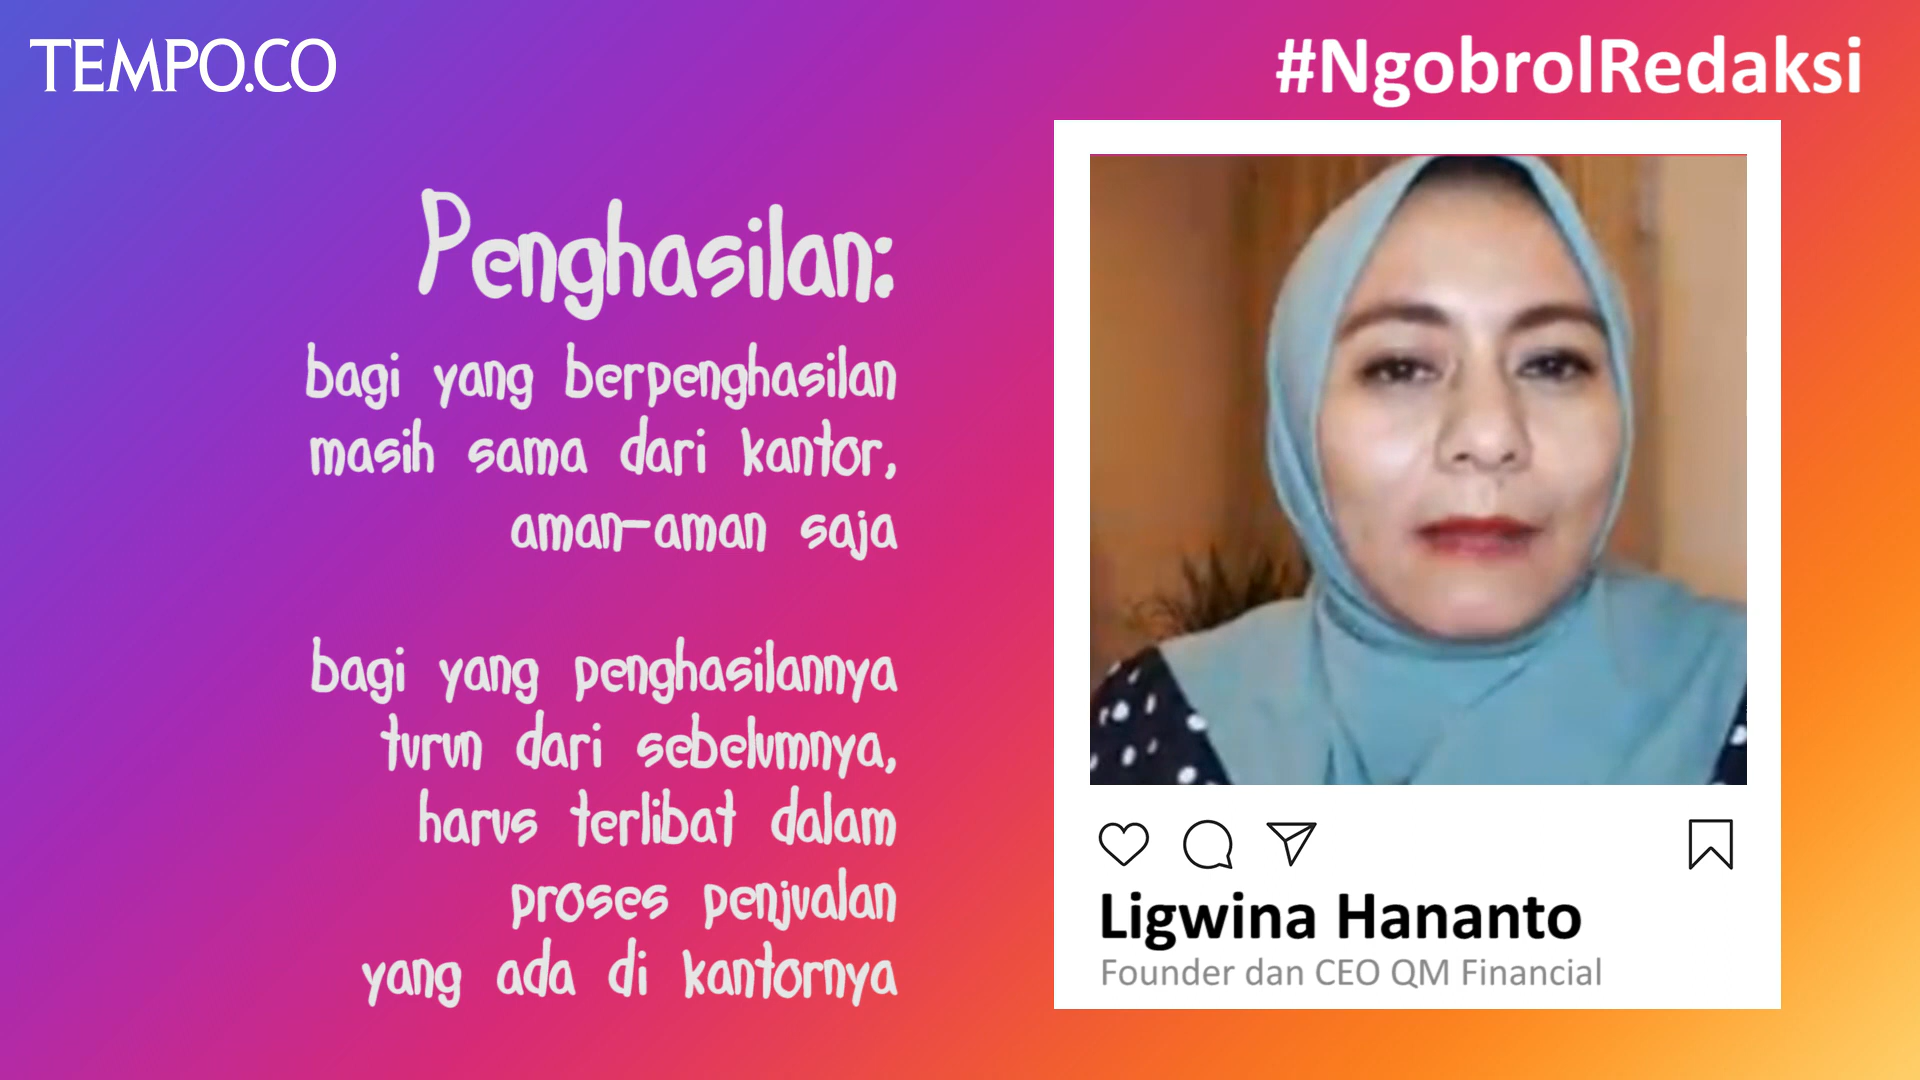 TEMPO.CO
#NgobrolRedaksi
Penghasilan:
bagi yang berpenghasilan
masih sama dari kantor,
aman-aman saja
bagi yang penghasilannya
turun dari sebelumnya,
harus terlibat dalam
proses penjualan
yang ada di kantornya
Ligwina Hananto
Founder dan CEO QM Financial